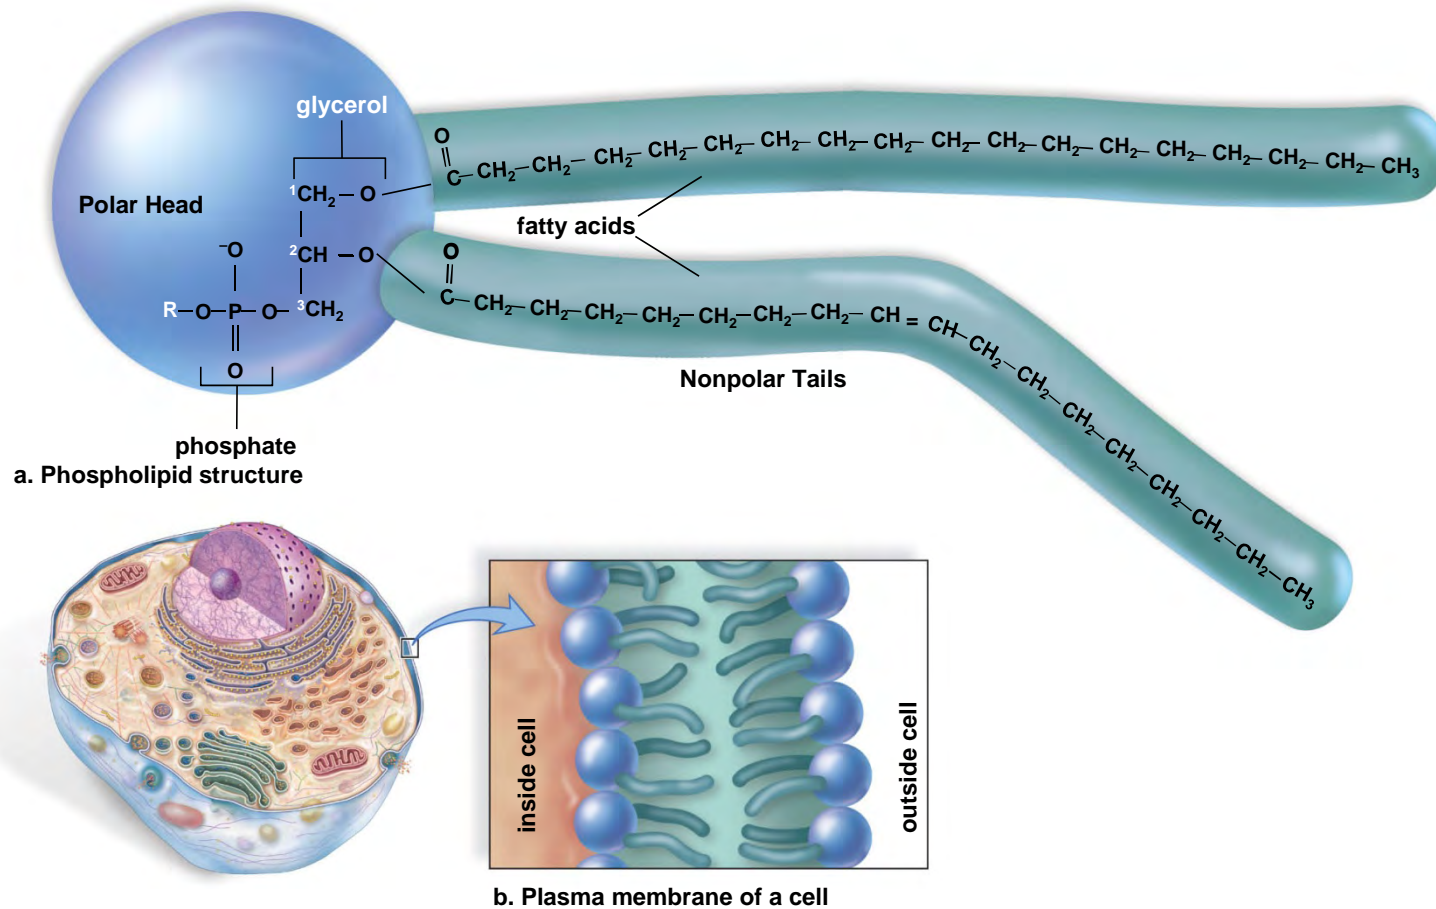 glycerol
O
C–CH₂–CH₂–CH₂–CH₂–CH₂–CH₂–CH₂–CH₂–CH₂–CH₂–CH₂–CH₂–CH₂–CH₂–CH₂–CH₂–CH₃
¹CH₂–O
Polar Head
fatty acids
⁻O
²CH–O
O
C–CH₂–CH₂–CH₂–CH₂–CH₂–CH₂–CH₂–CH=CH–CH₂–CH₂–CH₂–CH₂–CH₂–CH₂–CH₂–CH₃
R–O–P–O–³CH₂
O
Nonpolar Tails
phosphate
a. Phospholipid structure
inside cell
outside cell
b. Plasma membrane of a cell